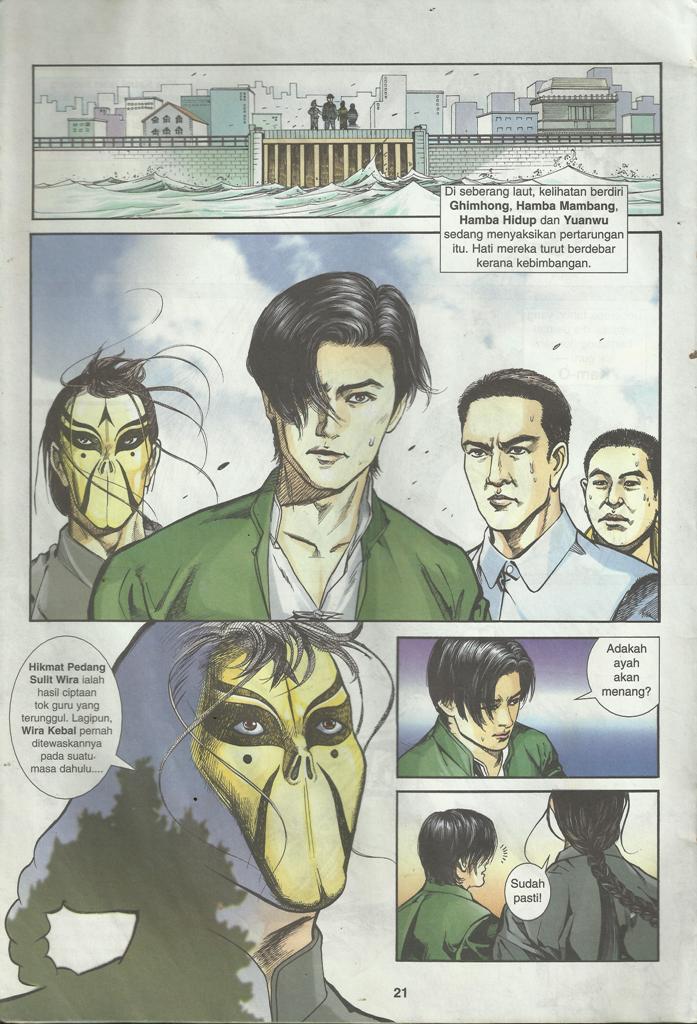 Di seberang laut, kelihatan berdiri
Ghimhong, Hamba Mambang,
Hamba Hidup dan Yuanwu
sedang menyaksikan pertarungan
itu. Hati mereka turut berdebar
kerana kebimbangan.
Hikmat Pedang
Sulit Wira ialah
hasil ciptaan
tok guru yang
terunggul. Lagipun,
Wira Kebal pernah
ditewaskannya
pada suatu-
masa dahulu....
Adakah
ayah
akan
menang?
Sudah
pasti!
21